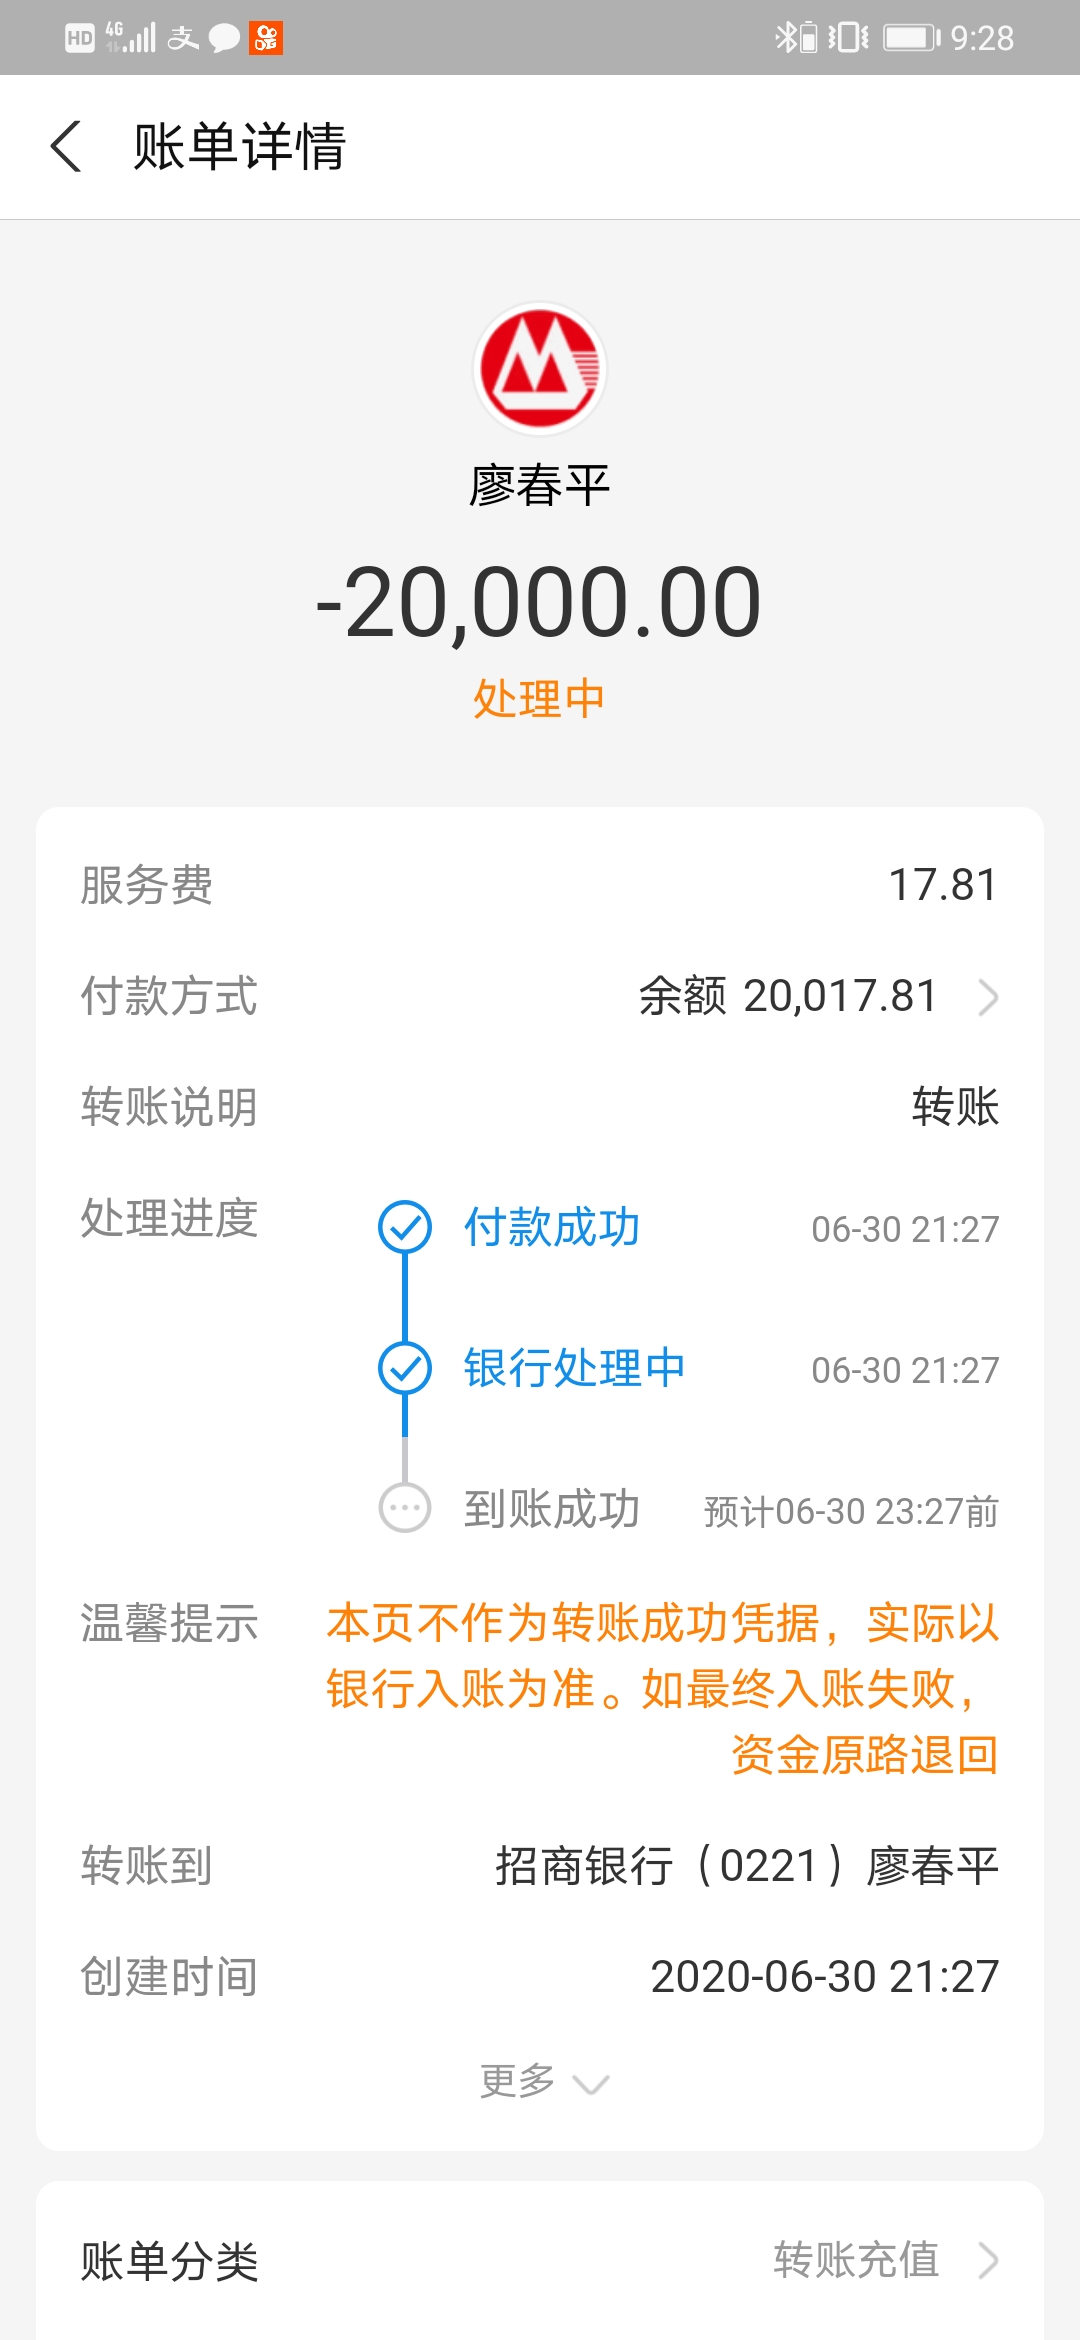 HD 4G 支 9:28
账单详情
廖春平
-20,000.00
处理中
服务费 17.81
付款方式 余额 20,017.81
转账说明 转账
处理进度 付款成功 06-30 21:27
银行处理中 06-30 21:27
到账成功 预计06-30 23:27前
温馨提示 本页不作为转账成功凭据，实际以
银行入账为准。如最终入账失败，
资金原路退回
转账到 招商银行（0221）廖春平
创建时间 2020-06-30 21:27
更多
账单分类 转账充值